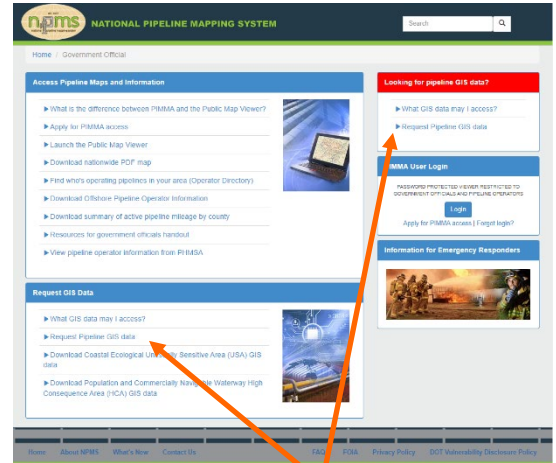 npms
NATIONAL PIPELINE MAPPING SYSTEM
Search
Home / Government Official
Access Pipeline Maps and Information
What is the difference between PIMMA and the Public Map Viewer?
Apply for PIMMA access
Launch the Public Map Viewer
Download nationwide PDF map
Find who's operating pipelines in your area (Operator Directory)
Download Offshore Pipeline Operator Information
Download summary of active pipeline mileage by county
Resources for government officials handout
View pipeline operator information from PHMSA
Request GIS Data
What GIS data may I access?
Request Pipeline GIS data
Download Coastal Ecological Unusually Sensitive Area (USA) GIS
data
Download Population and Commercially Navigable Waterway High
Consequence Area (HCA) GIS data
Looking for pipeline GIS data?
What GIS data may I access?
Request Pipeline GIS data
PIMMA User Login
PASSWORD PROTECTED VIEWER RESTRICTED TO
GOVERNMENT OFFICIALS AND PIPELINE OPERATORS
Login
Apply for PIMMA access | Forgot login?
Information for Emergency Responders
Home About NPMS What's New Contact Us FAQ FOIA Privacy Policy DOT Vulnerability Disclosure Policy